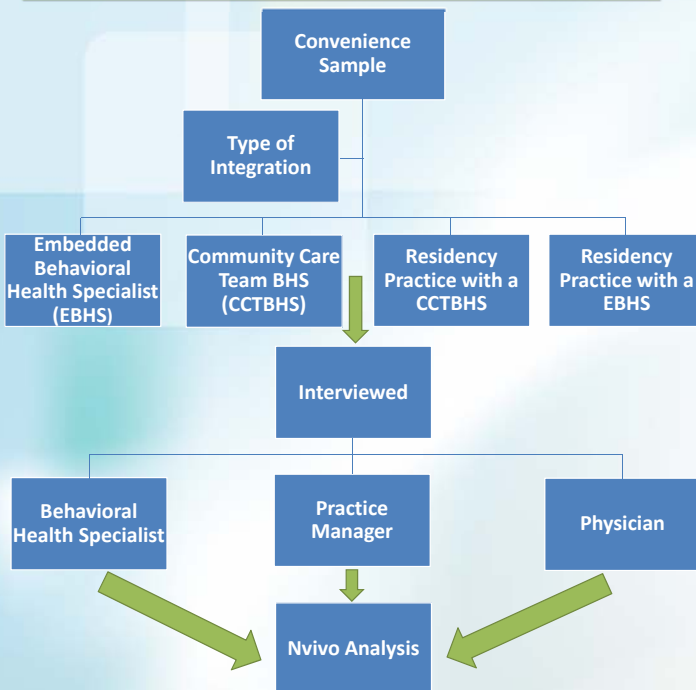 Convenience
Sample
Type of
Integration
Embedded
Behavioral
Health Specialist
(EBHS)
Community Care
Team BHS
(CCTBHS)
Residency
Practice with a
CCTBHS
Residency
Practice with a
EBHS
Interviewed
Behavioral
Health Specialist
Practice
Manager
Physician
Nvivo Analysis